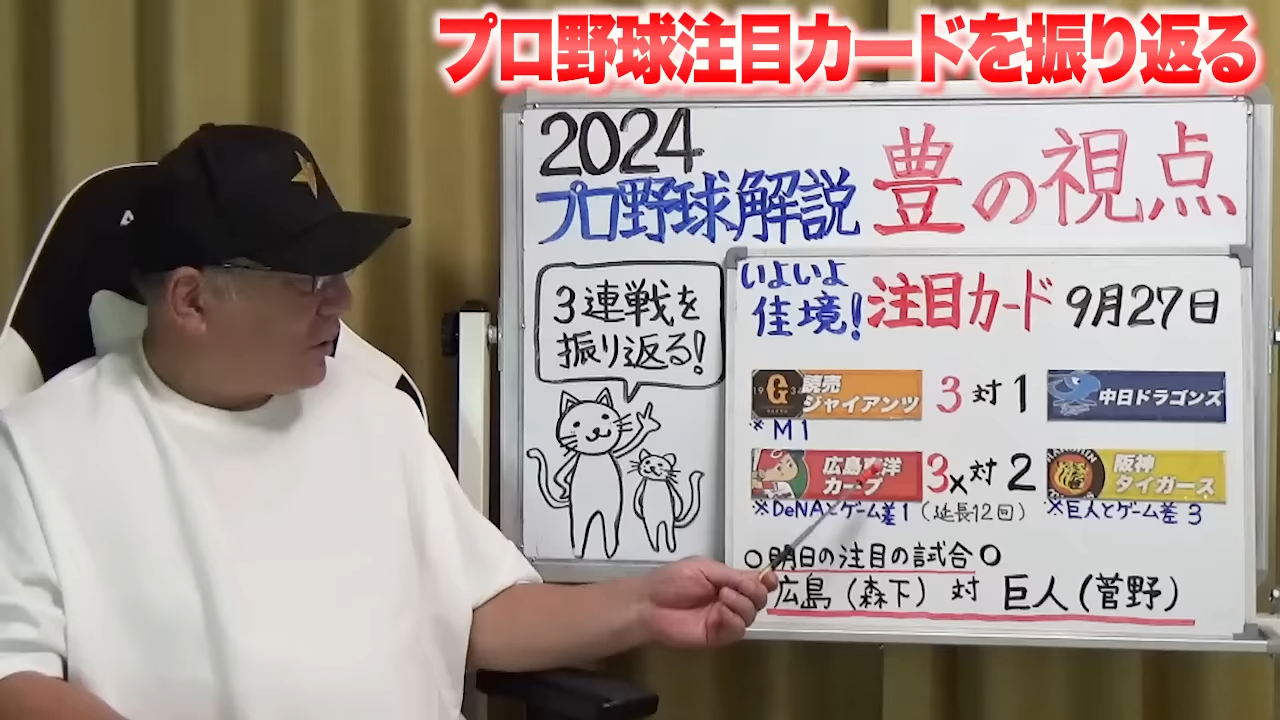 プロ野球注目カードを振り返る
2024
プロ野球解説 豊の視点
3連戦を
振り返る!
いよいよ
佳境! 注目カード 9月27日
読売
ジャイアンツ 3対1 中日ドラゴンズ
※M1
広島東洋
カープ 3x対2 阪神
タイガース
※DeNAとゲーム差1(延長12回) ※巨人とゲーム差3
○明日の注目の試合○
広島(森下)対 巨人(菅野)